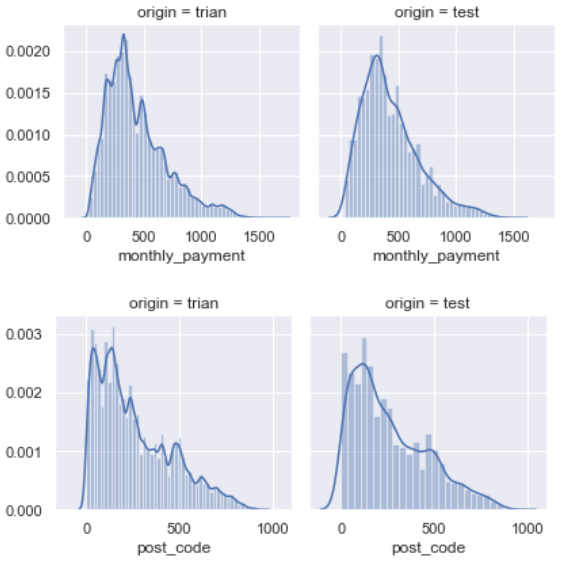 origin = trian origin = test
0.0020
0.0015
0.0010
0.0005
0.0000
0 500 1000 1500 0 500 1000 1500
monthly_payment monthly_payment
origin = trian origin = test
0.003
0.002
0.001
0.000
0 500 1000 0 500 1000
post_code post_code